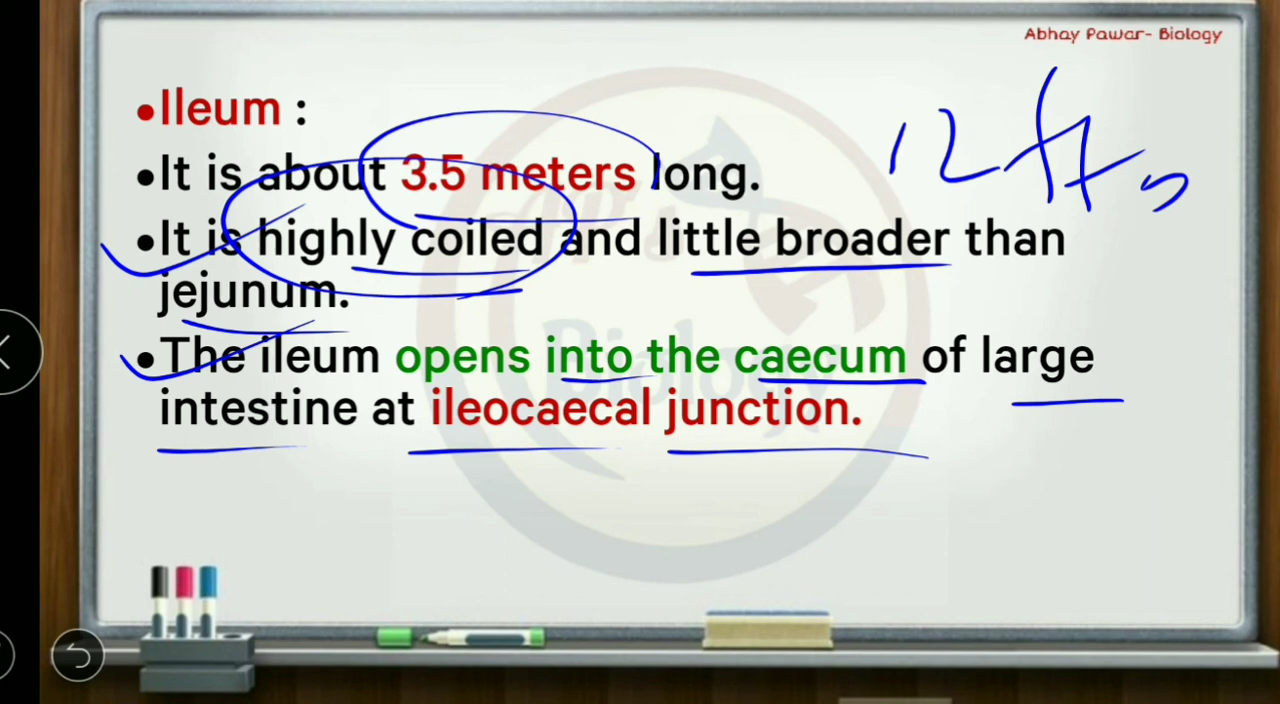 Abhay Pawar- Biology
•Ileum :
•It is about 3.5 meters long.
12 ft
•It is highly coiled and little broader than
jejunum.
•The ileum opens into the caecum of large
intestine at ileocaecal junction.
Biology